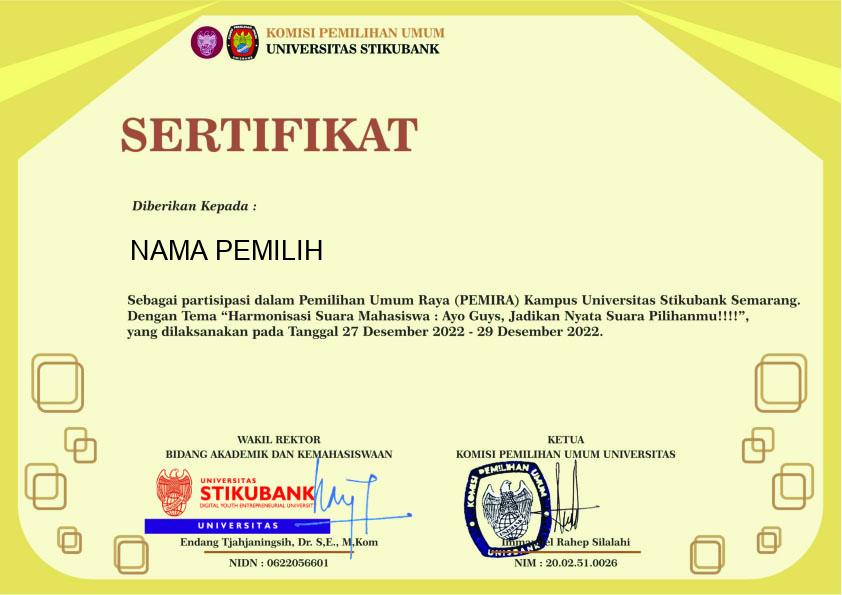 KOMISI PEMILIHAN UMUM
UNIVERSITAS STIKUBANK
SERTIFIKAT
Diberikan Kepada :
NAMA PEMILIH
Sebagai partisipasi dalam Pemilihan Umum Raya (PEMIRA) Kampus Universitas Stikubank Semarang.
Dengan Tema “Harmonisasi Suara Mahasiswa : Ayo Guys, Jadikan Nyata Suara Pilihanmu!!!!”,
yang dilaksanakan pada Tanggal 27 Desember 2022 - 29 Desember 2022.
WAKIL REKTOR
BIDANG AKADEMIK DAN KEMAHASISWAAN
UNIVERSITAS
STIKUBANK
DIGITAL YOUTH ENTREPRENEURIAL UNIVERSITY
UNIVERSITAS
Endang Tjahjaningsih, Dr. S,E., M,Kom
NIDN : 0622056601
KETUA
KOMISI PEMILIHAN UMUM UNIVERSITAS
KOMISI PEMILIHAN UMUM
UNISBANK
Rahep Silalahi
NIM : 20.02.51.0026